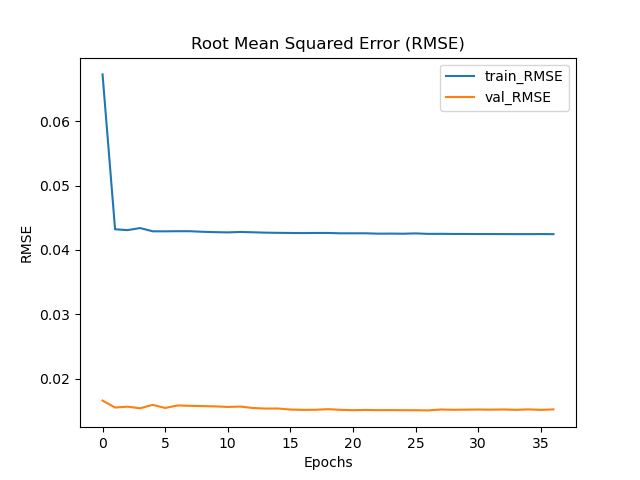 Root Mean Squared Error (RMSE)
train_RMSE
val_RMSE
0.06
0.05
0.04
0.03
0.02
RMSE
0 5 10 15 20 25 30 35
Epochs